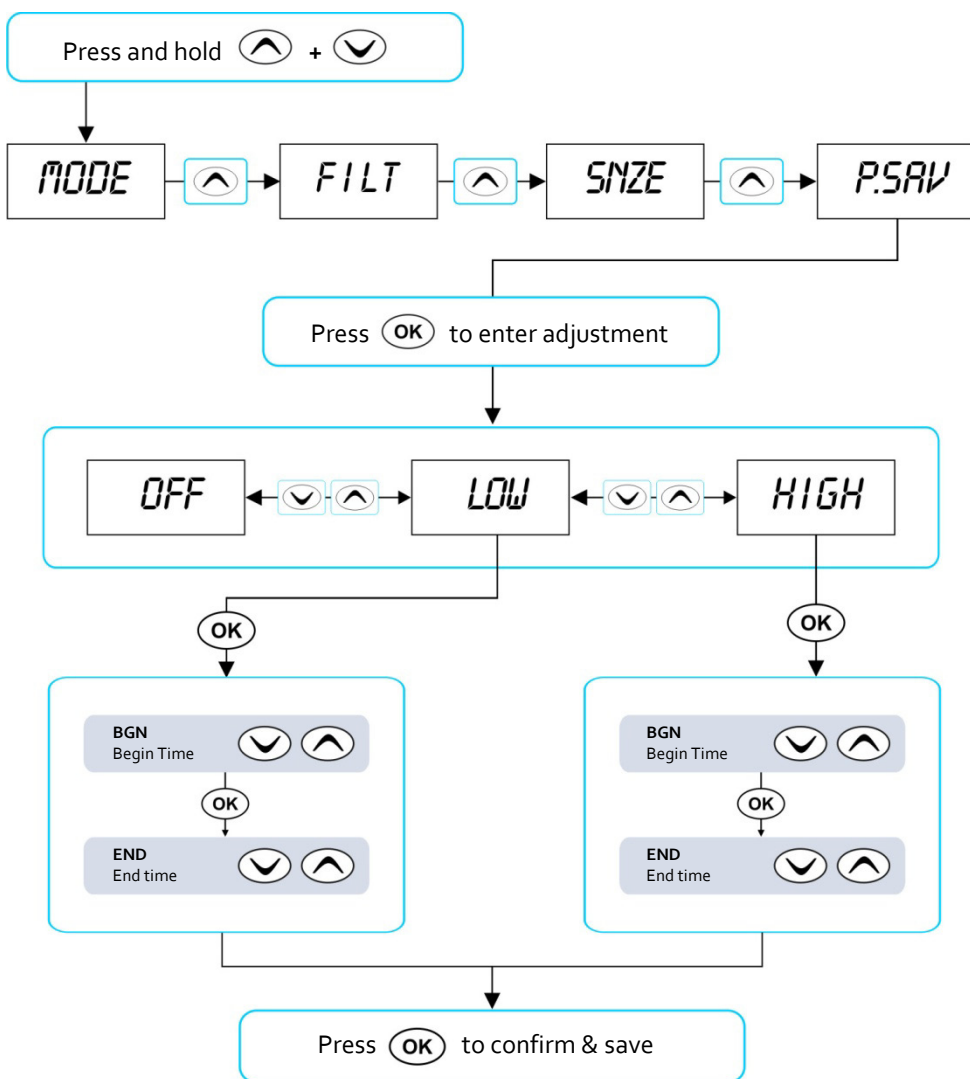 Press and hold +
MODE FILT SNZE P.SAV
Press OK to enter adjustment
OFF LOW HIGH
OK OK
BGN
Begin Time
OK
END
End time
BGN
Begin Time
OK
END
End time
Press OK to confirm & save